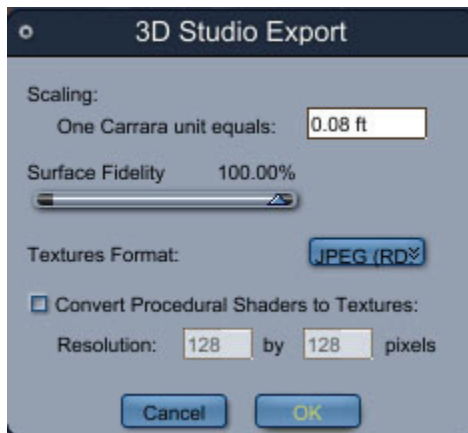 3D Studio Export
Scaling:
One Carrara unit equals: 0.08 ft
Surface Fidelity 100.00%
Textures Format: JPEG (RD
Convert Procedural Shaders to Textures:
Resolution: 128 by 128 pixels
Cancel OK